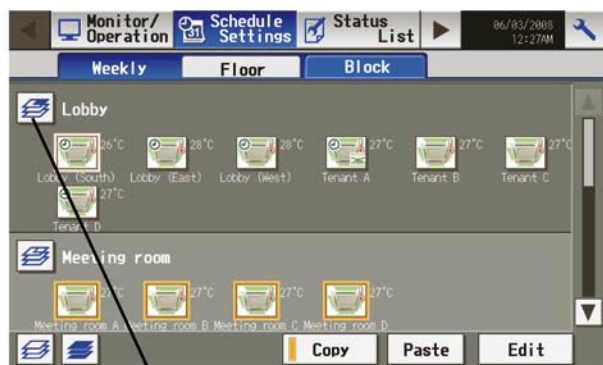 Monitor/ Operation
Schedule Settings
31
Status List
06/03/2008
12:27AM
Weekly
Floor
Block
Lobby
26°C
28°C
28°C
27°C
27°C
27°C
Lobby (South)
Lobby (East)
Lobby (West)
Tenant A
Tenant B
Tenant C
27°C
Tenant D
Meeting room
27°C
27°C
27°C
27°C
Meeting room A
Meeting room B
Meeting room C
Meeting room D
Copy
Paste
Edit